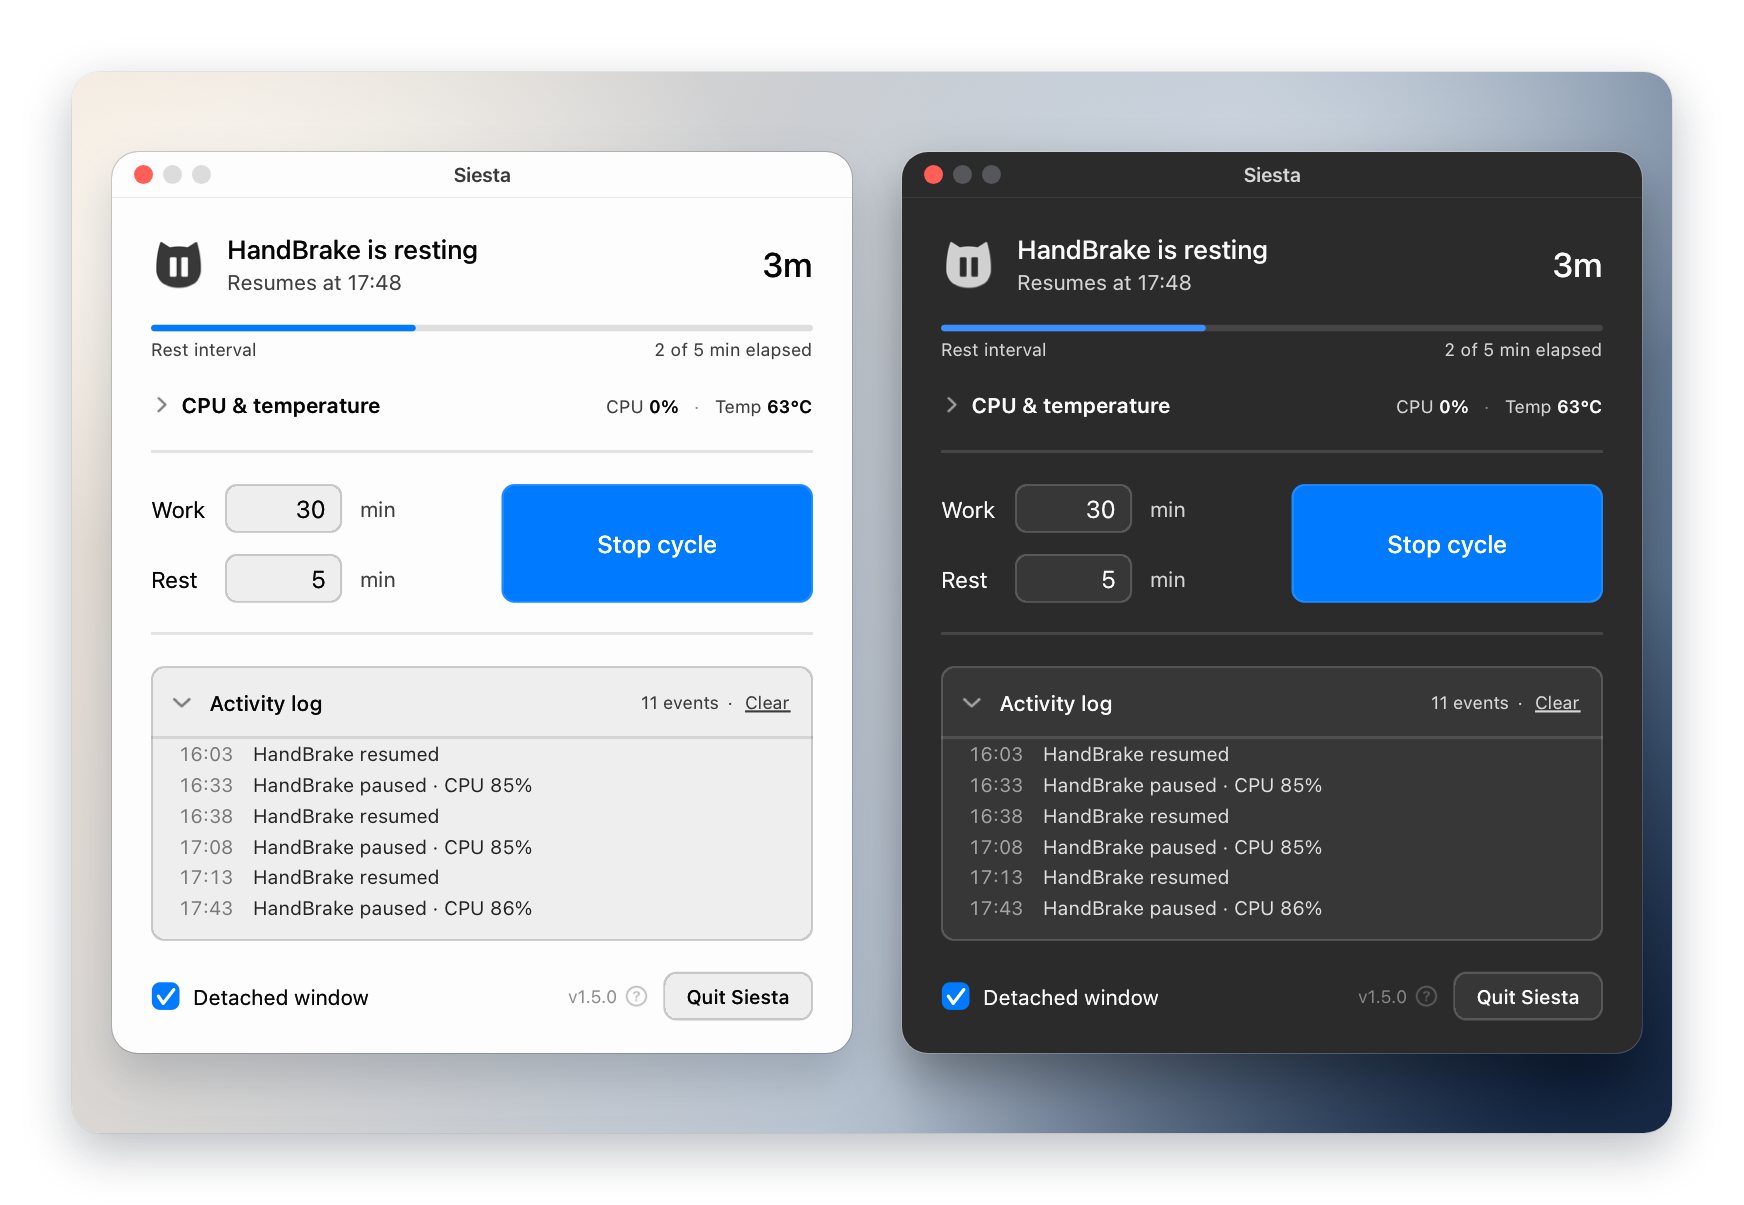 Siesta
HandBrake is resting
Resumes at 17:48
3m
Rest interval
2 of 5 min elapsed
CPU & temperature
CPU 0% · Temp 63°C
Work 30 min
Rest 5 min
Stop cycle
Activity log
11 events · Clear
16:03 HandBrake resumed
16:33 HandBrake paused · CPU 85%
16:38 HandBrake resumed
17:08 HandBrake paused · CPU 85%
17:13 HandBrake resumed
17:43 HandBrake paused · CPU 86%
Detached window
v1.5.0 ?
Quit Siesta
Siesta
HandBrake is resting
Resumes at 17:48
3m
Rest interval
2 of 5 min elapsed
CPU & temperature
CPU 0% · Temp 63°C
Work 30 min
Rest 5 min
Stop cycle
Activity log
11 events · Clear
16:03 HandBrake resumed
16:33 HandBrake paused · CPU 85%
16:38 HandBrake resumed
17:08 HandBrake paused · CPU 85%
17:13 HandBrake resumed
17:43 HandBrake paused · CPU 86%
Detached window
v1.5.0 ?
Quit Siesta